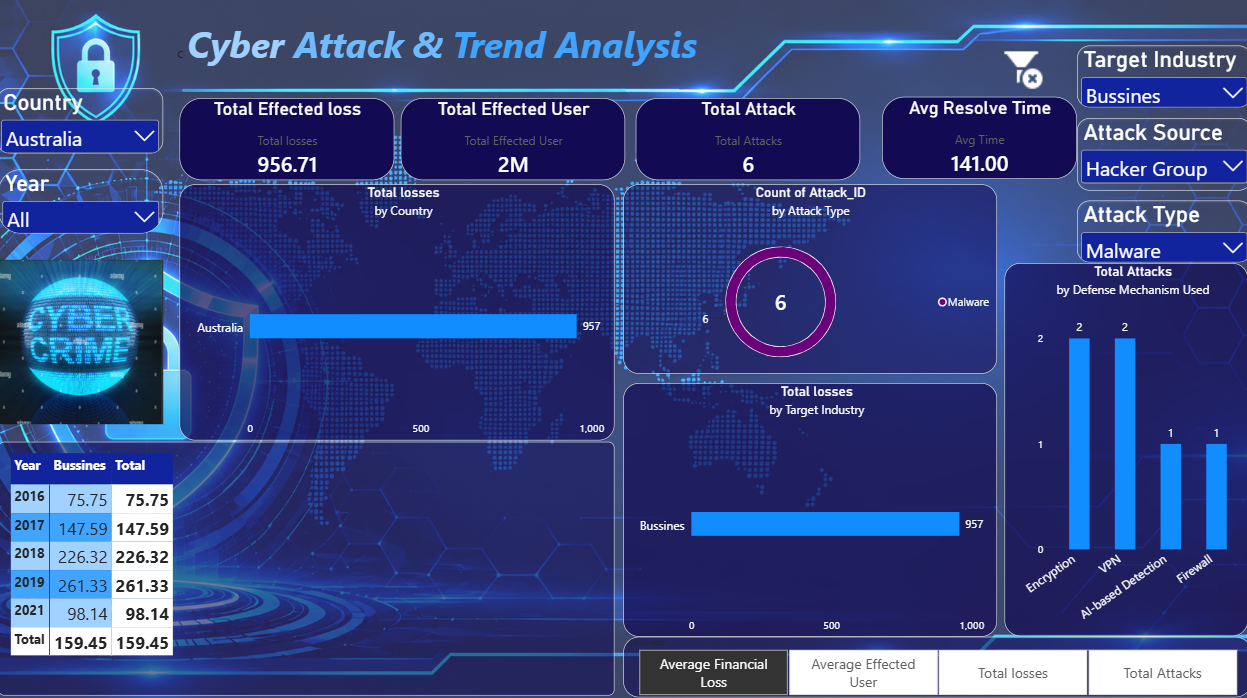 Cyber Attack & Trend Analysis
Country
Australia
Year
All
Total Effected loss
Total losses
956.71
Total Effected User
Total Effected User
2M
Total Attack
Total Attacks
6
Avg Resolve Time
Avg Time
141.00
Target Industry
Bussines
Attack Source
Hacker Group
Attack Type
Malware
CYBER
CRIME
Total losses
by Country
Australia
957
0 500 1,000
Count of Attack_ID
by Attack Type
6
6
Malware
Total losses
by Target Industry
Bussines
957
0 500 1,000
Total Attacks
by Defense Mechanism Used
2 2
2
1
1 1
0
Encryption VPN AI-based Detection Firewall
Year Bussines Total
2016 75.75 75.75
2017 147.59 147.59
2018 226.32 226.32
2019 261.33 261.33
2021 98.14 98.14
Total 159.45 159.45
Average Financial
Loss
Average Effected
User
Total losses
Total Attacks